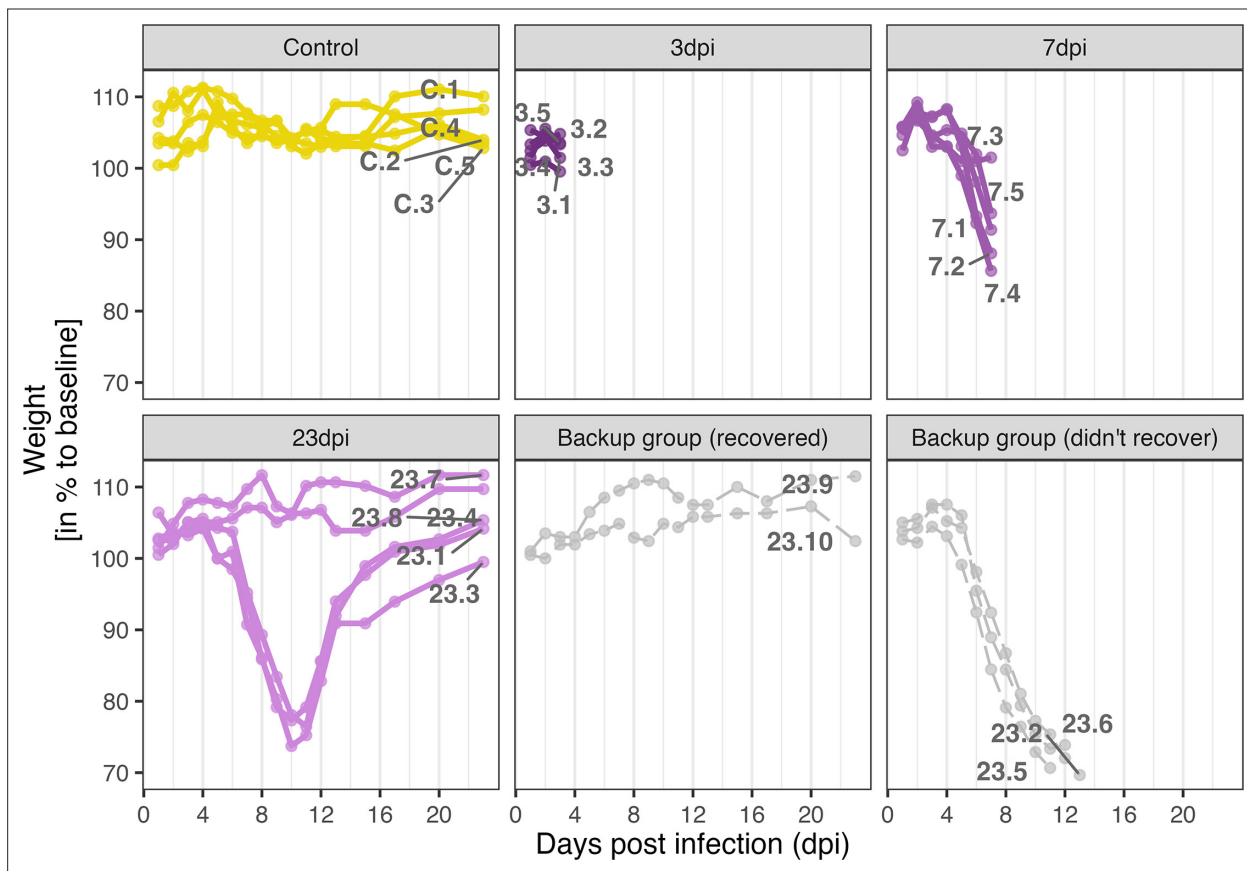 Control
3dpi
7dpi
110
100
90
80
70
C.1
C.4
C.2
C.5
C.3
3.5
3.2
3.4
3.3
3.1
7.3
7.5
7.1
7.2
7.4
Weight
[in % to baseline]
23dpi
Backup group (recovered)
Backup group (didn't recover)
110
100
90
80
70
23.7
23.8
23.4
23.1
23.3
23.9
23.10
23.2
23.6
23.5
0 4 8 12 16 20
0 4 8 12 16 20
0 4 8 12 16 20
Days post infection (dpi)